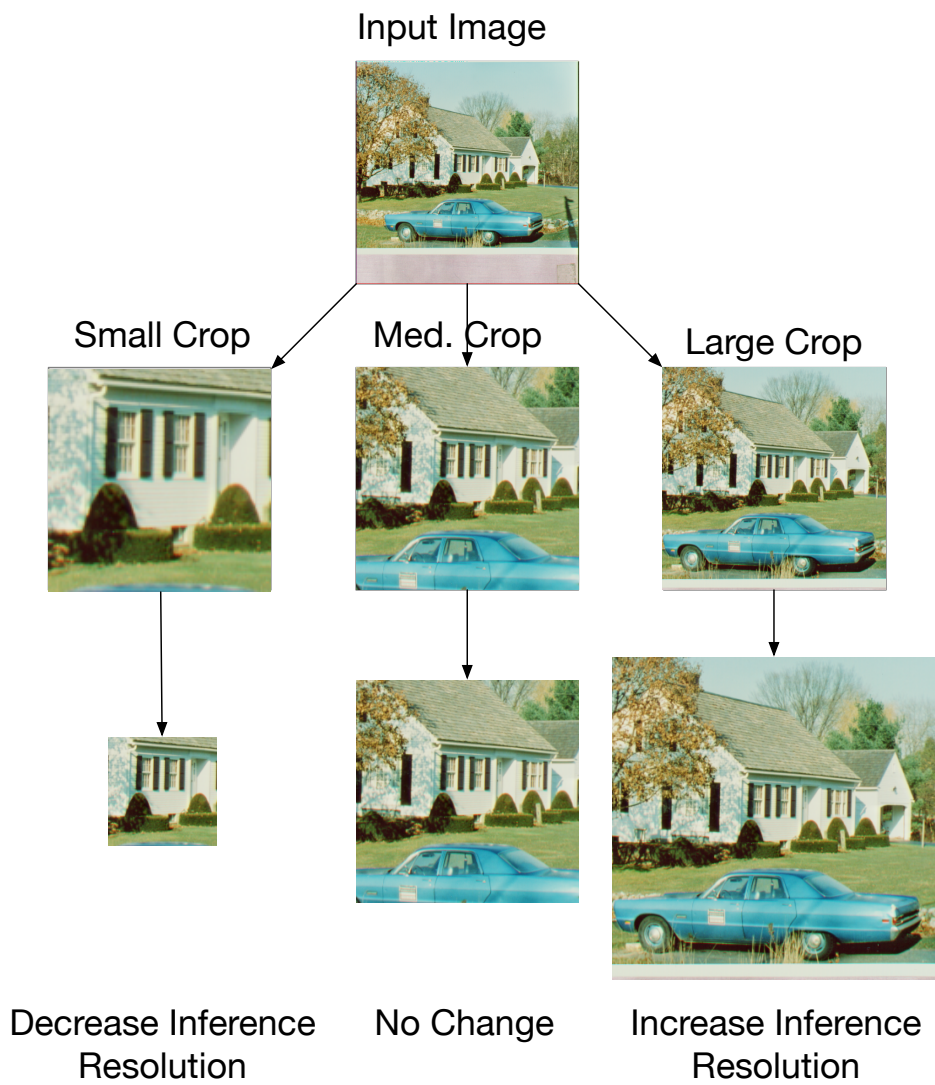 Input Image
Small Crop
Med. Crop
Large Crop
Decrease Inference
Resolution
No Change
Increase Inference
Resolution